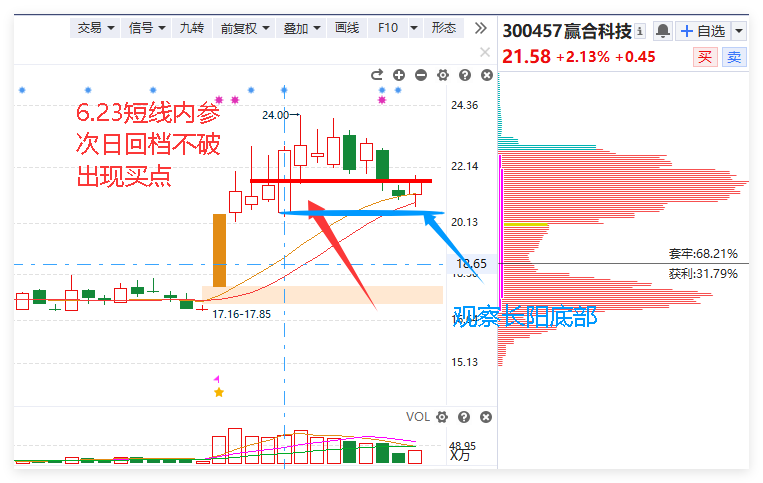 交易 信号 九转 前复权 叠加 画线 F10 形态
300457赢合科技 自选
21.58 +2.13% +0.45 买 卖
6.23短线内参
次日回档不破
出现买点
24.00
24.36
22.14
20.13
18.65
15.13
17.16-17.85
套牢:68.21%
获利:31.79%
观察长阳底部
VOL
48.95
X万